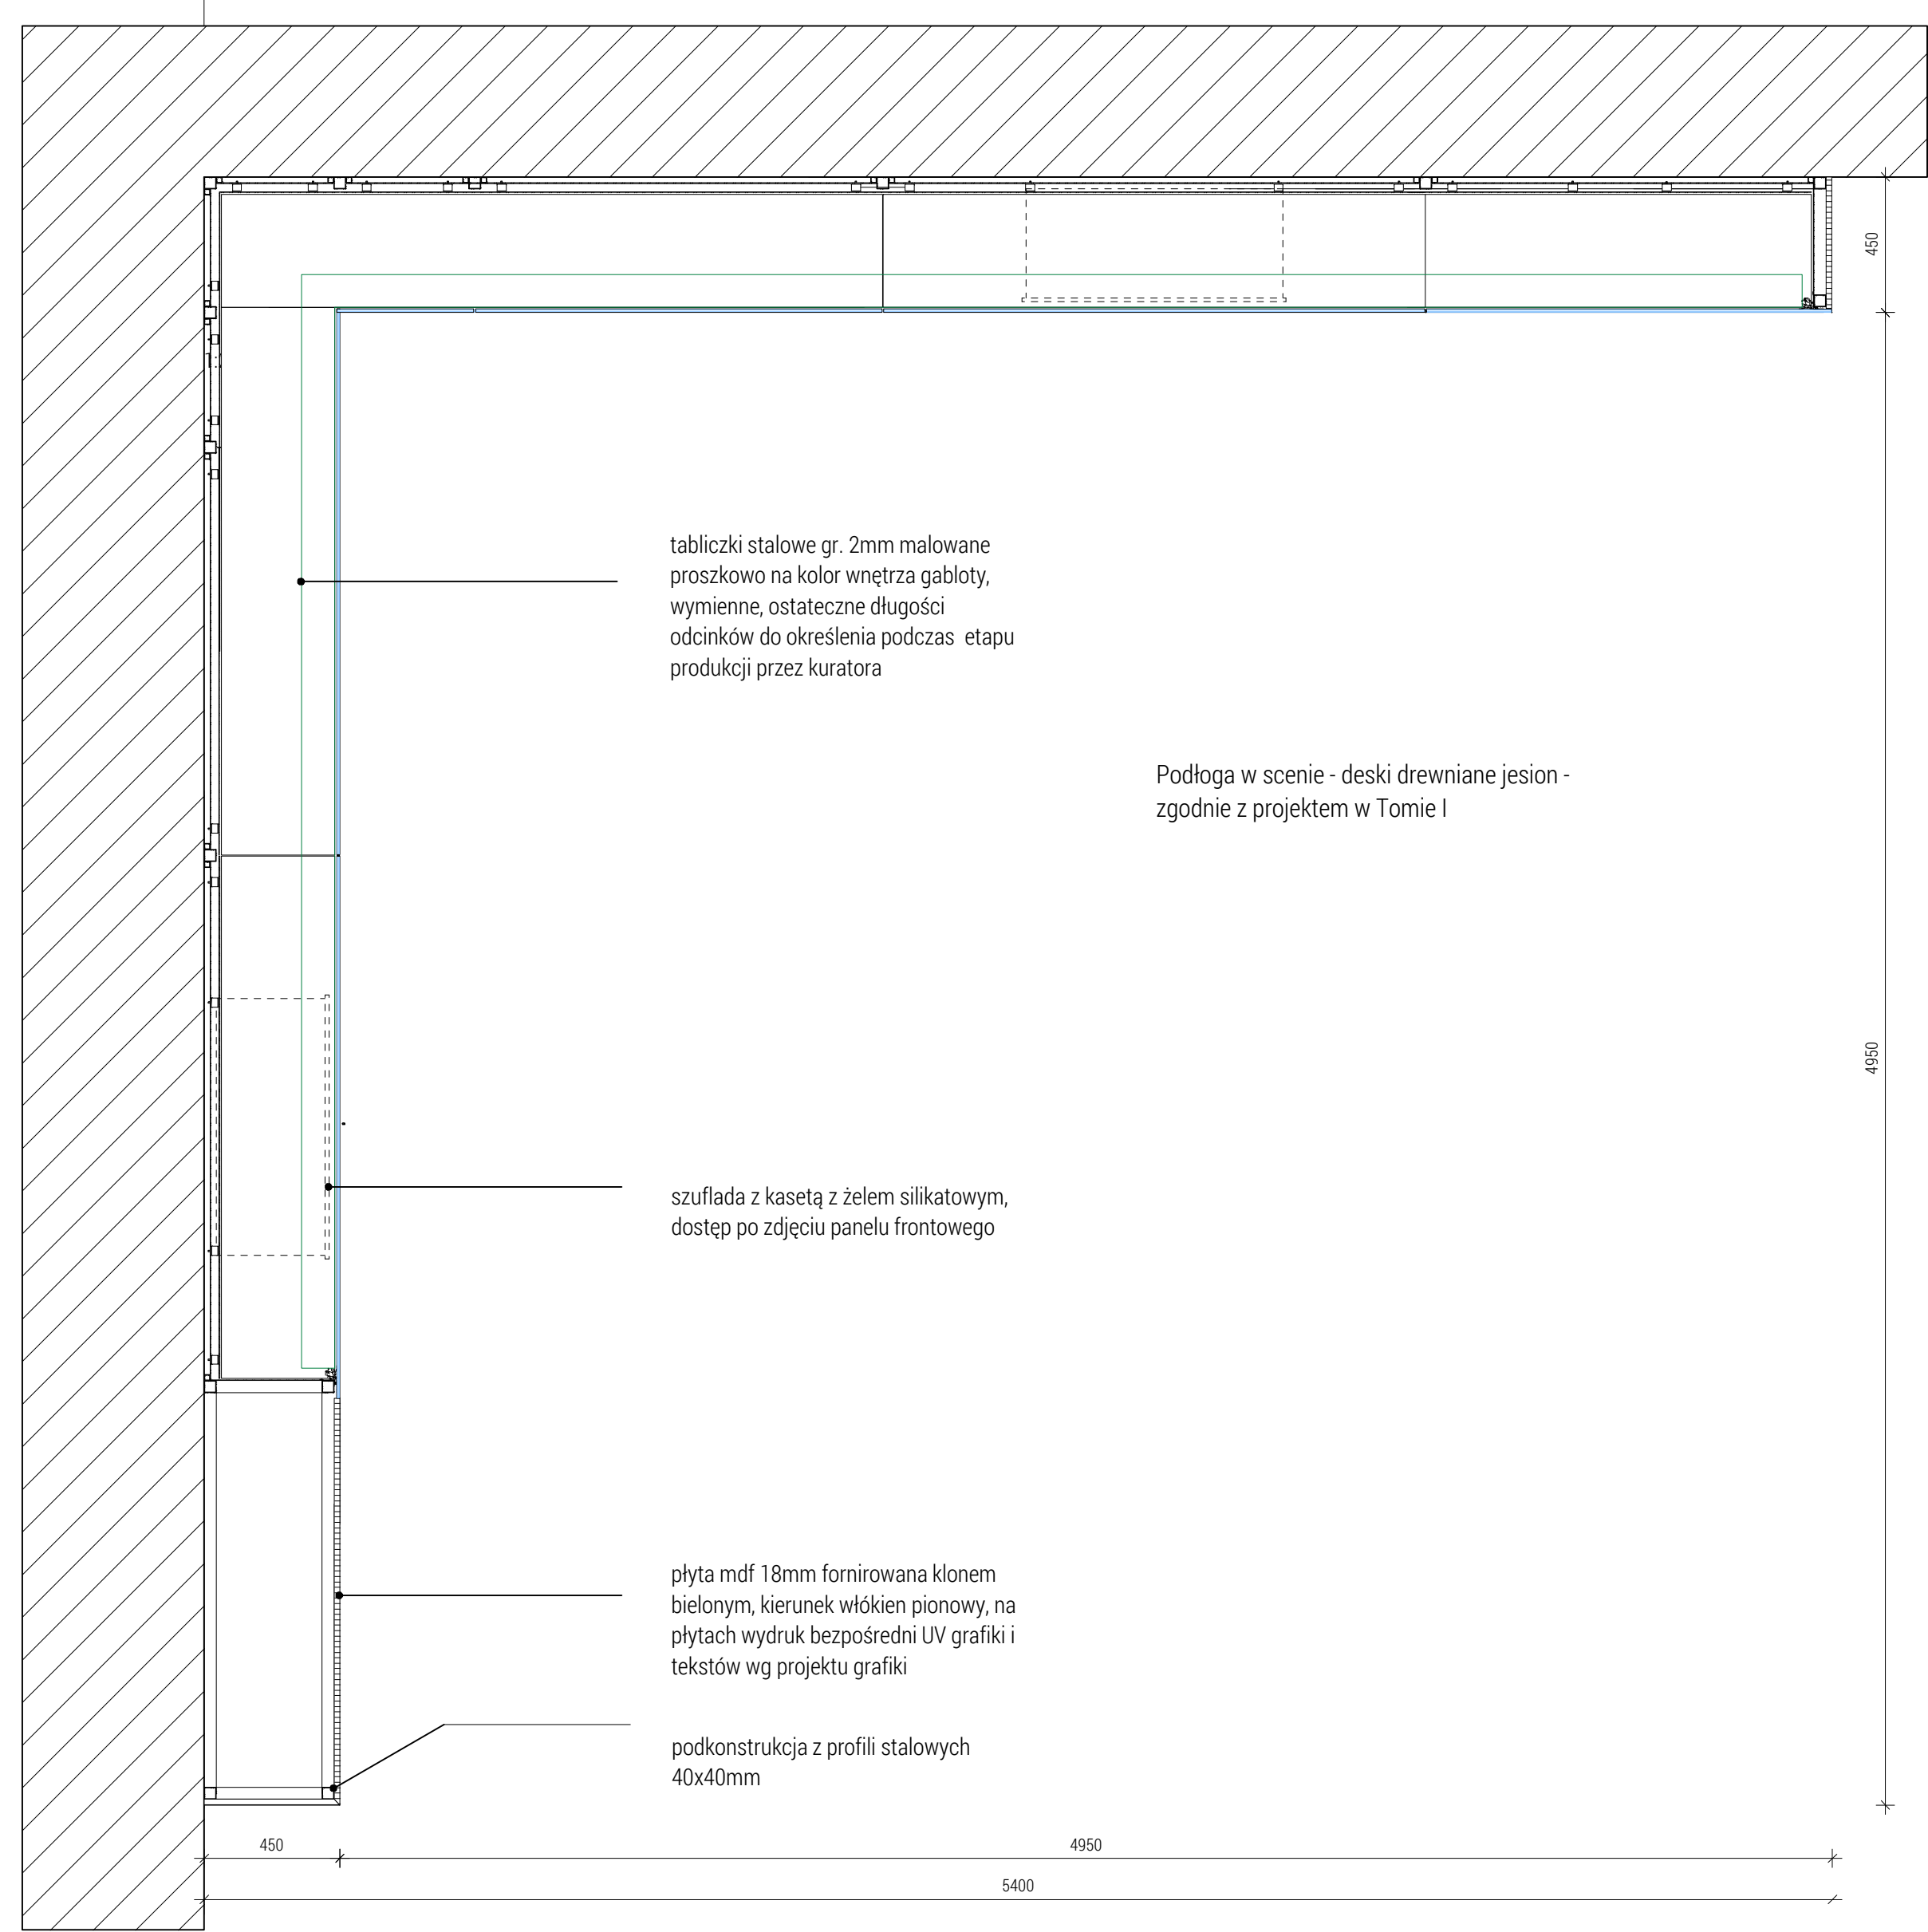 450
tabliczki stalowe gr. 2mm malowane
proszkowo na kolor wnętrza gabloty,
wymienne, ostateczne długości
odcinków do określenia podczas etapu
produkcji przez kuratora
Podłoga w scenie - deski drewniane jesion -
zgodnie z projektem w Tomie I
4950
szuflada z kasetą z żelem silikatowym,
dostęp po zdjęciu panelu frontowego
płyta mdf 18mm fornirowana klonem
bielonym, kierunek włókien pionowy, na
płytach wydruk bezpośredni UV grafiki i
tekstów wg projektu grafiki
podkonstrukcja z profili stalowych
40x40mm
450
4950
5400